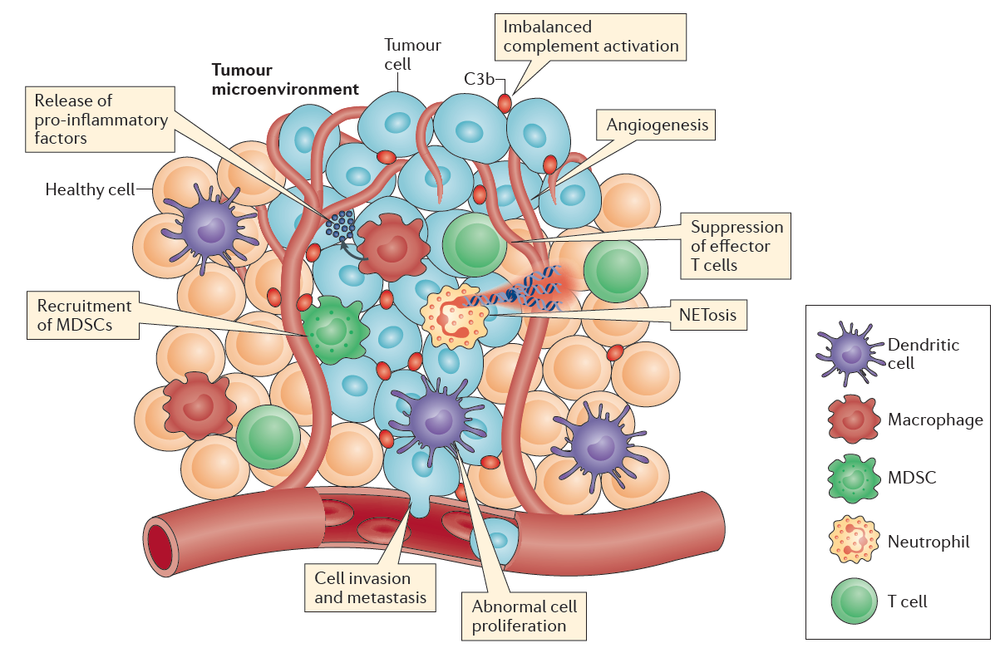 Imbalanced
complement activation
Tumour
cell
C3b
Tumour
microenvironment
Release of
pro-inflammatory
factors
Angiogenesis
Healthy cell
Suppression
of effector
T cells
Recruitment
of MDSCs
NETosis
Cell invasion
and metastasis
Abnormal cell
proliferation
Dendritic
cell
Macrophage
MDSC
Neutrophil
T cell